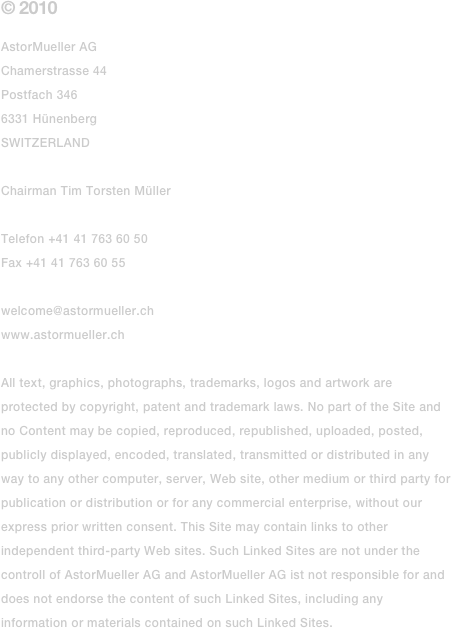 © 2010
AstorMueller AG
Chamerstrasse 44
Postfach 346
6331 Hünenberg
SWITZERLAND
Chairman Tim Torsten Müller
Telefon +41 41 763 60 50
Fax +41 41 763 60 55
welcome@astormueller.ch
www.astormueller.ch
All text, graphics, photographs, trademarks, logos and artwork are
protected by copyright, patent and trademark laws. No part of the Site and
no Content may be copied, reproduced, republished, uploaded, posted,
publicly displayed, encoded, translated, transmitted or distributed in any
way to any other computer, server, Web site, other medium or third party for
publication or distribution or for any commercial enterprise, without our
express prior written consent. This Site may contain links to other
independent third-party Web sites. Such Linked Sites are not under the
controll of AstorMueller AG and AstorMueller AG ist not responsible for and
does not endorse the content of such Linked Sites, including any
information or materials contained on such Linked Sites.